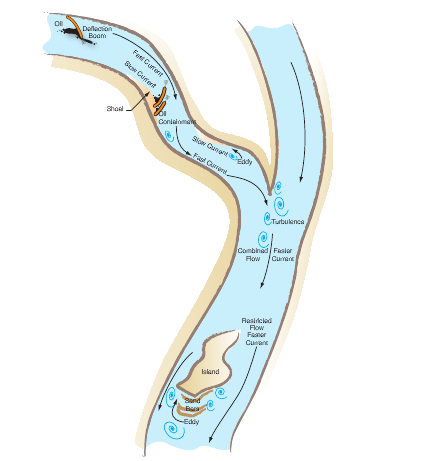 Oil
Deflection
Boom
Fast Current
Slow Current
Shoal
Oil
Containment
Slow Current
Eddy
Fast Current
Turbulence
Combined
Flow
Faster
Current
Restricted
Flow
Faster
Current
Island
Sand
Bars
Eddy